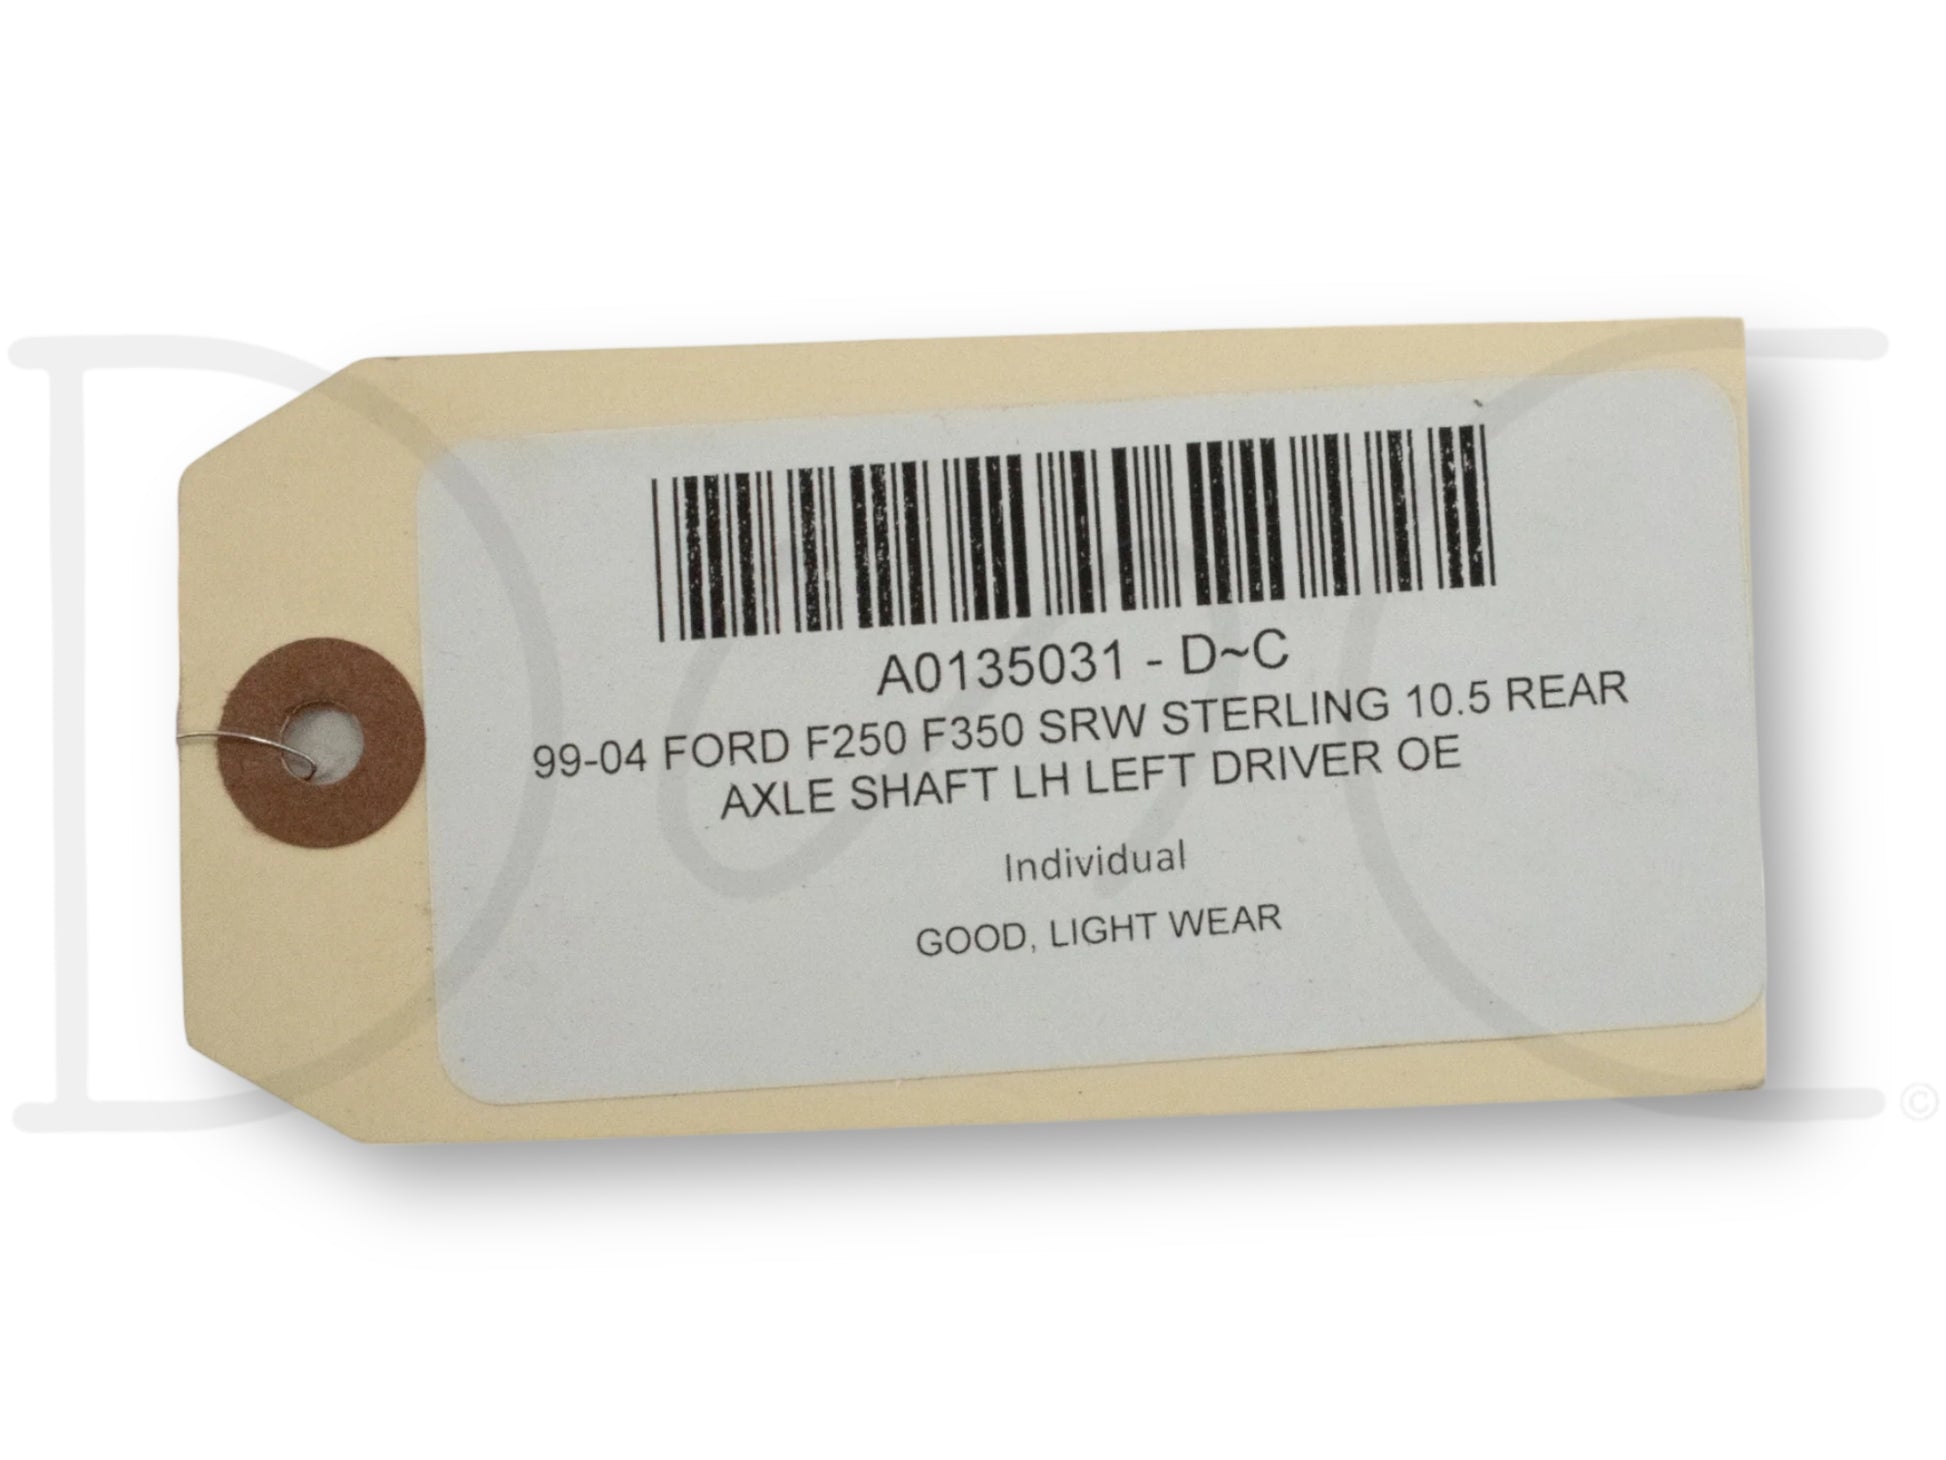 A0135031 - D~C
99-04 FORD F250 F350 SRW STERLING 10.5 REAR
AXLE SHAFT LH LEFT DRIVER OE
Individual
GOOD, LIGHT WEAR
D~C ©